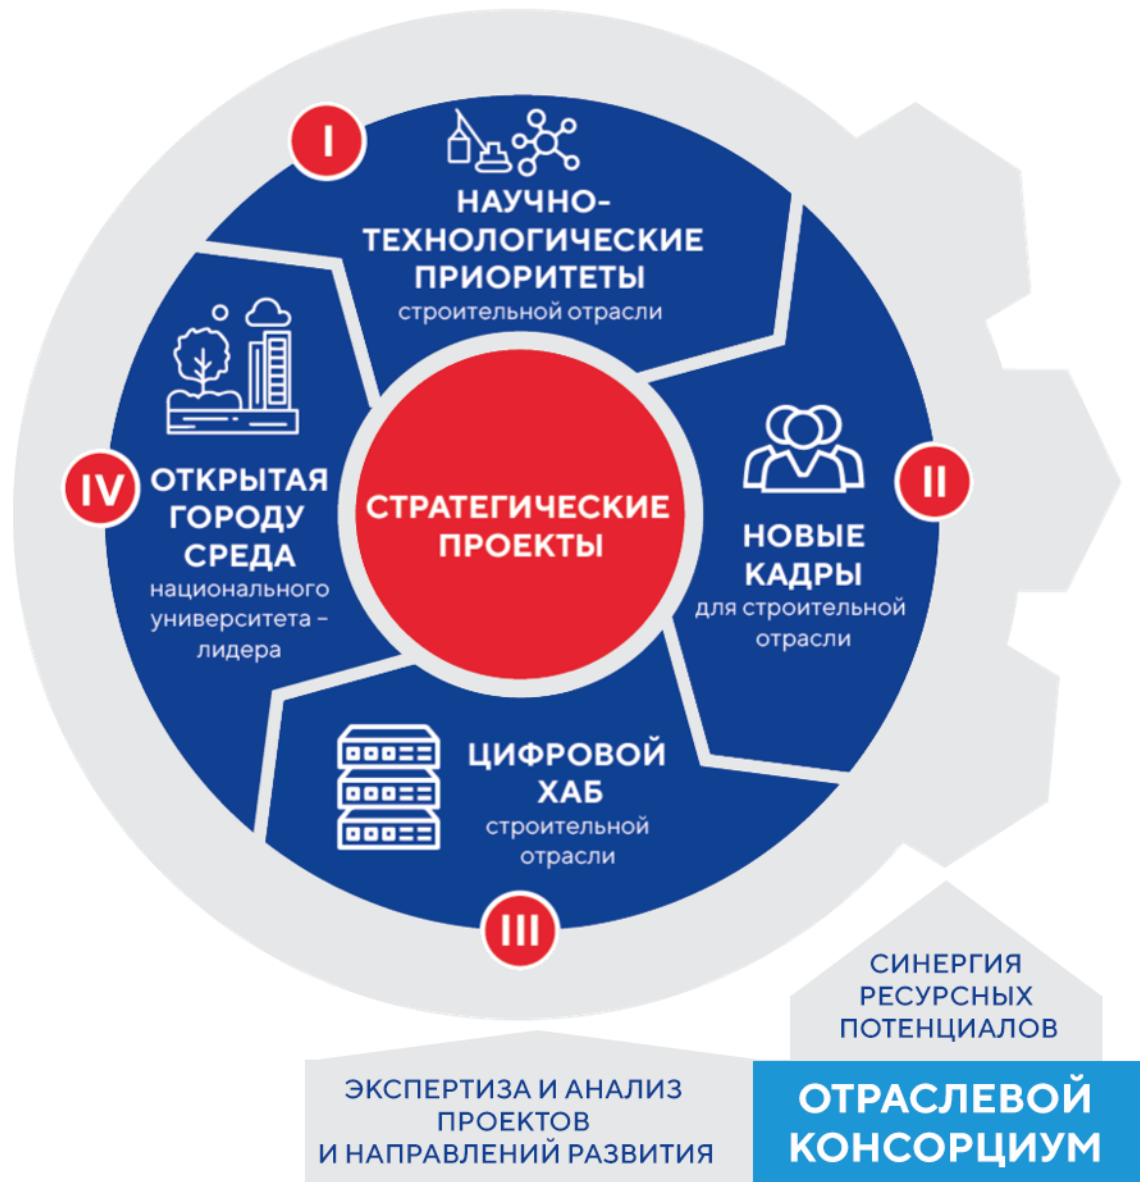 I
НАУЧНО-
ТЕХНОЛОГИЧЕСКИЕ
ПРИОРИТЕТЫ
строительной отрасли
II
НОВЫЕ
КАДРЫ
для строительной
отрасли
III
ЦИФРОВОЙ
ХАБ
строительной
отрасли
IV
ОТКРЫТАЯ
ГОРОДУ
СРЕДА
национального
университета –
лидера
СТРАТЕГИЧЕСКИЕ
ПРОЕКТЫ
СИНЕРГИЯ
РЕСУРСНЫХ
ПОТЕНЦИАЛОВ
ЭКСПЕРТИЗА И АНАЛИЗ
ПРОЕКТОВ
И НАПРАВЛЕНИЙ РАЗВИТИЯ
ОТРАСЛЕВОЙ
КОНСОРЦИУМ